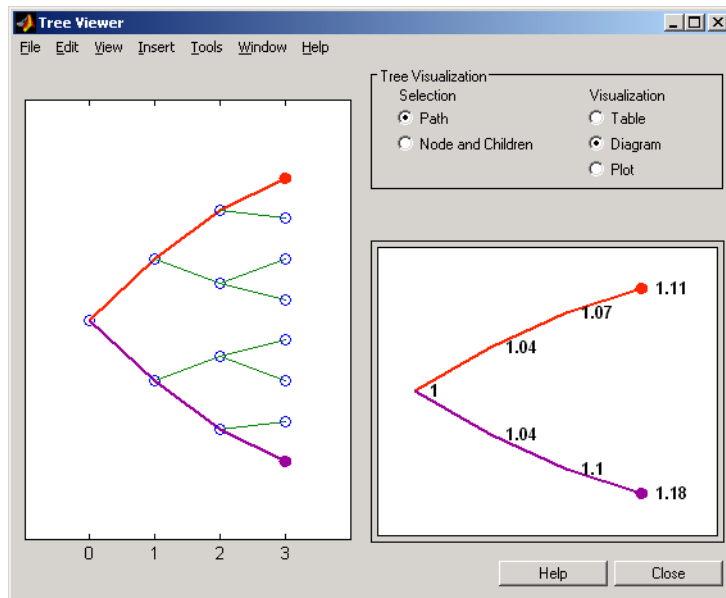 Tree Viewer
File Edit View Insert Tools Window Help
Tree Visualization
Selection
Visualization
Path
Table
Node and Children
Diagram
Plot
0 1 2 3
1.11
1.07
1.04
1
1.04
1.1
1.18
Help
Close